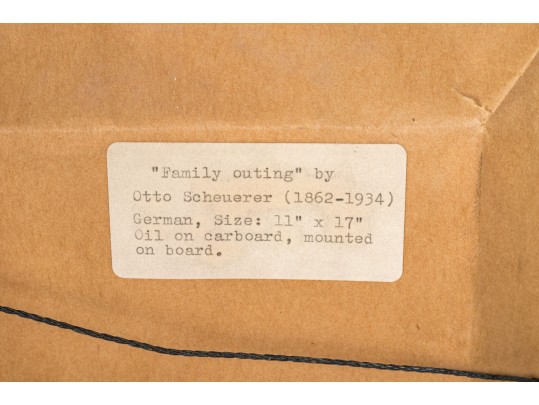 "Family outing" by
Otto Scheuerer (1862-1934)
German, Size: 11" x 17"
Oil on carboard, mounted
on board.